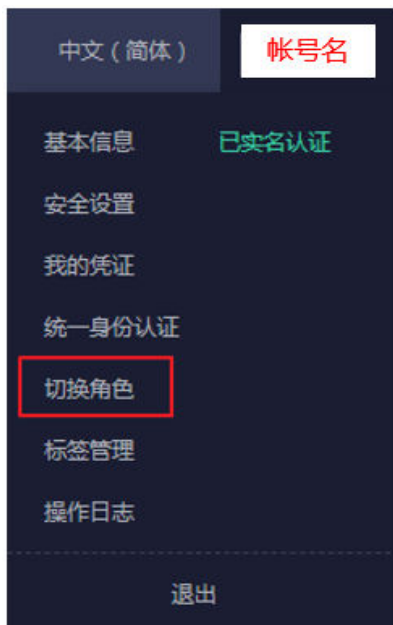 中文（简体） 帐号名
基本信息 已实名认证
安全设置
我的凭证
统一身份认证
切换角色
标签管理
操作日志
退出